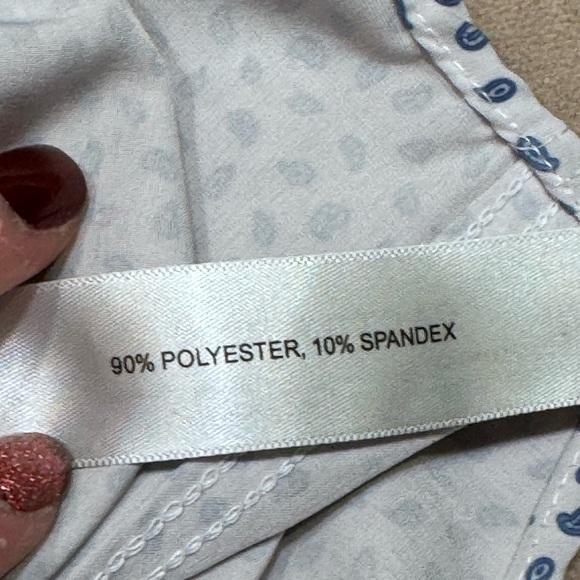 90% POLYESTER, 10% SPANDEX